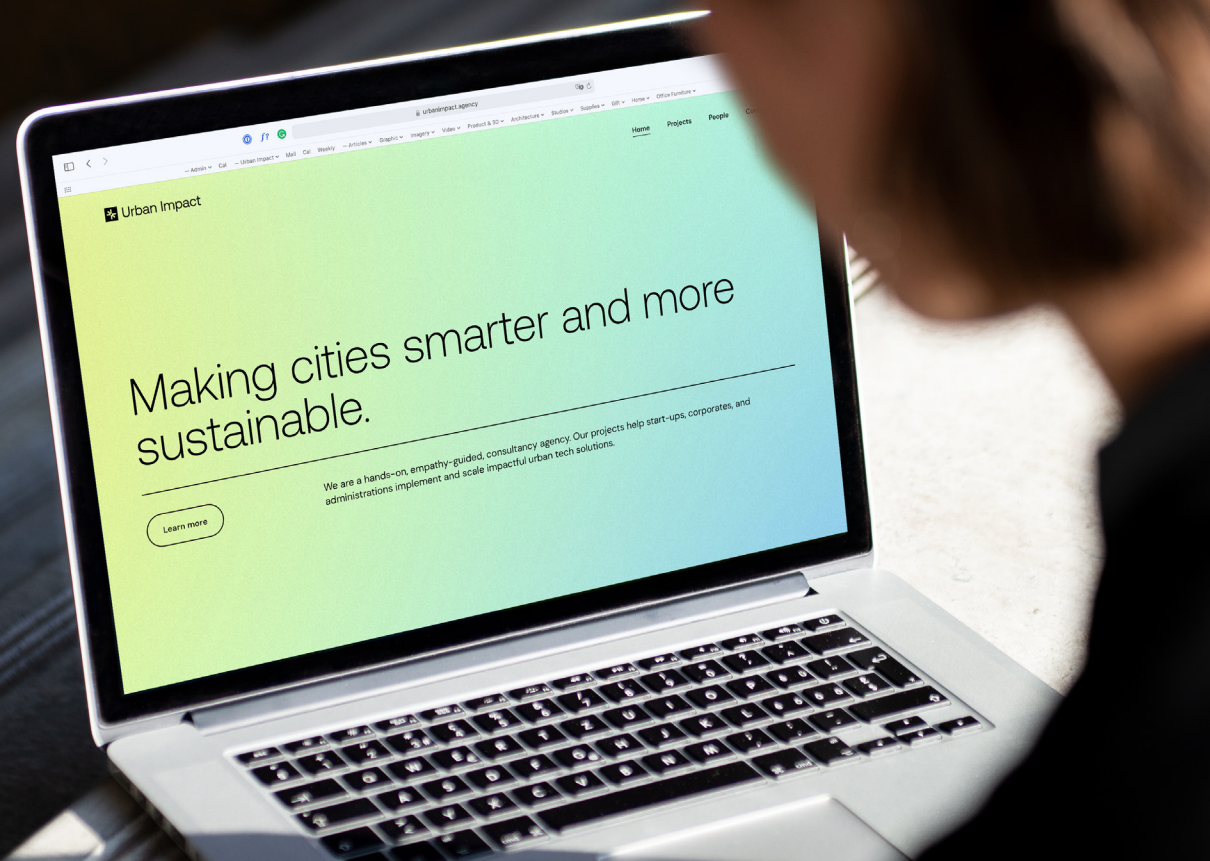 urbanimpact.agency
— Admin Cal — Urban Impact Mail Cal Weekly — Articles Graphic Imagery Video Product & 3D Architecture Studios Supplies Gift Home Office Furniture
Home Projects People
Urban Impact
Making cities smarter and more
sustainable.
We are a hands-on, empathy-guided, consultancy agency. Our projects help start-ups, corporates, and
administrations implement and scale impactful urban tech solutions.
Learn more
Q W E R T Z U I O P
A S D F G H J K L
Y X C V B N M